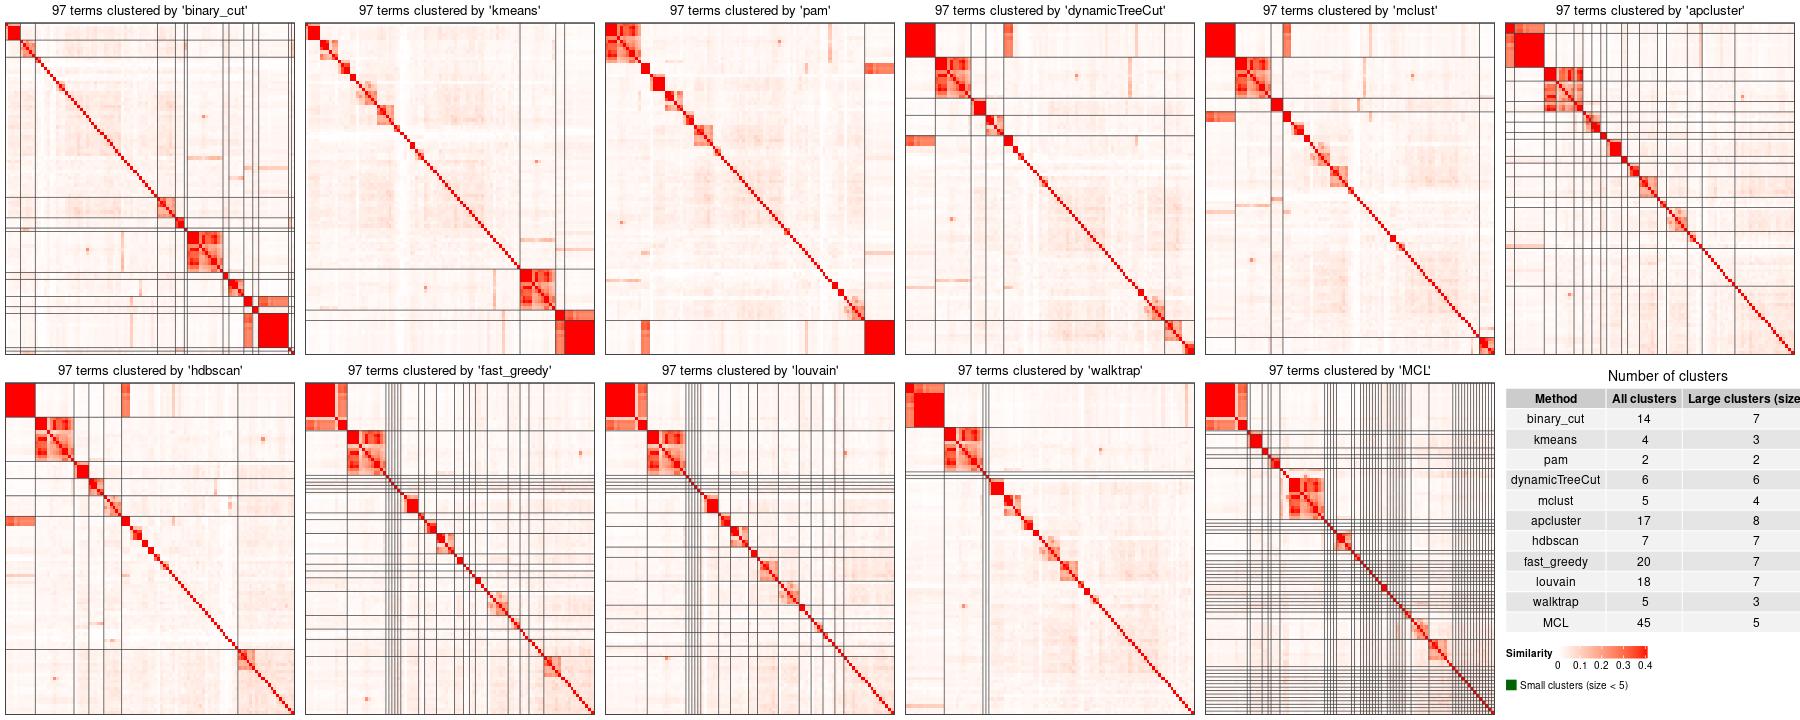 97 terms clustered by 'binary_cut'
97 terms clustered by 'kmeans'
97 terms clustered by 'pam'
97 terms clustered by 'dynamicTreeCut'
97 terms clustered by 'mclust'
97 terms clustered by 'apcluster'
97 terms clustered by 'hdbscan'
97 terms clustered by 'fast_greedy'
97 terms clustered by 'louvain'
97 terms clustered by 'walktrap'
97 terms clustered by 'MCL'
Number of clusters
Method All clusters Large clusters (size
binary_cut 14 7
kmeans 4 3
pam 2 2
dynamicTreeCut 6 6
mclust 5 4
apcluster 17 8
hdbscan 7 7
fast_greedy 20 7
louvain 18 7
walktrap 5 3
MCL 45 5
Similarity
0 0.1 0.2 0.3 0.4
Small clusters (size < 5)